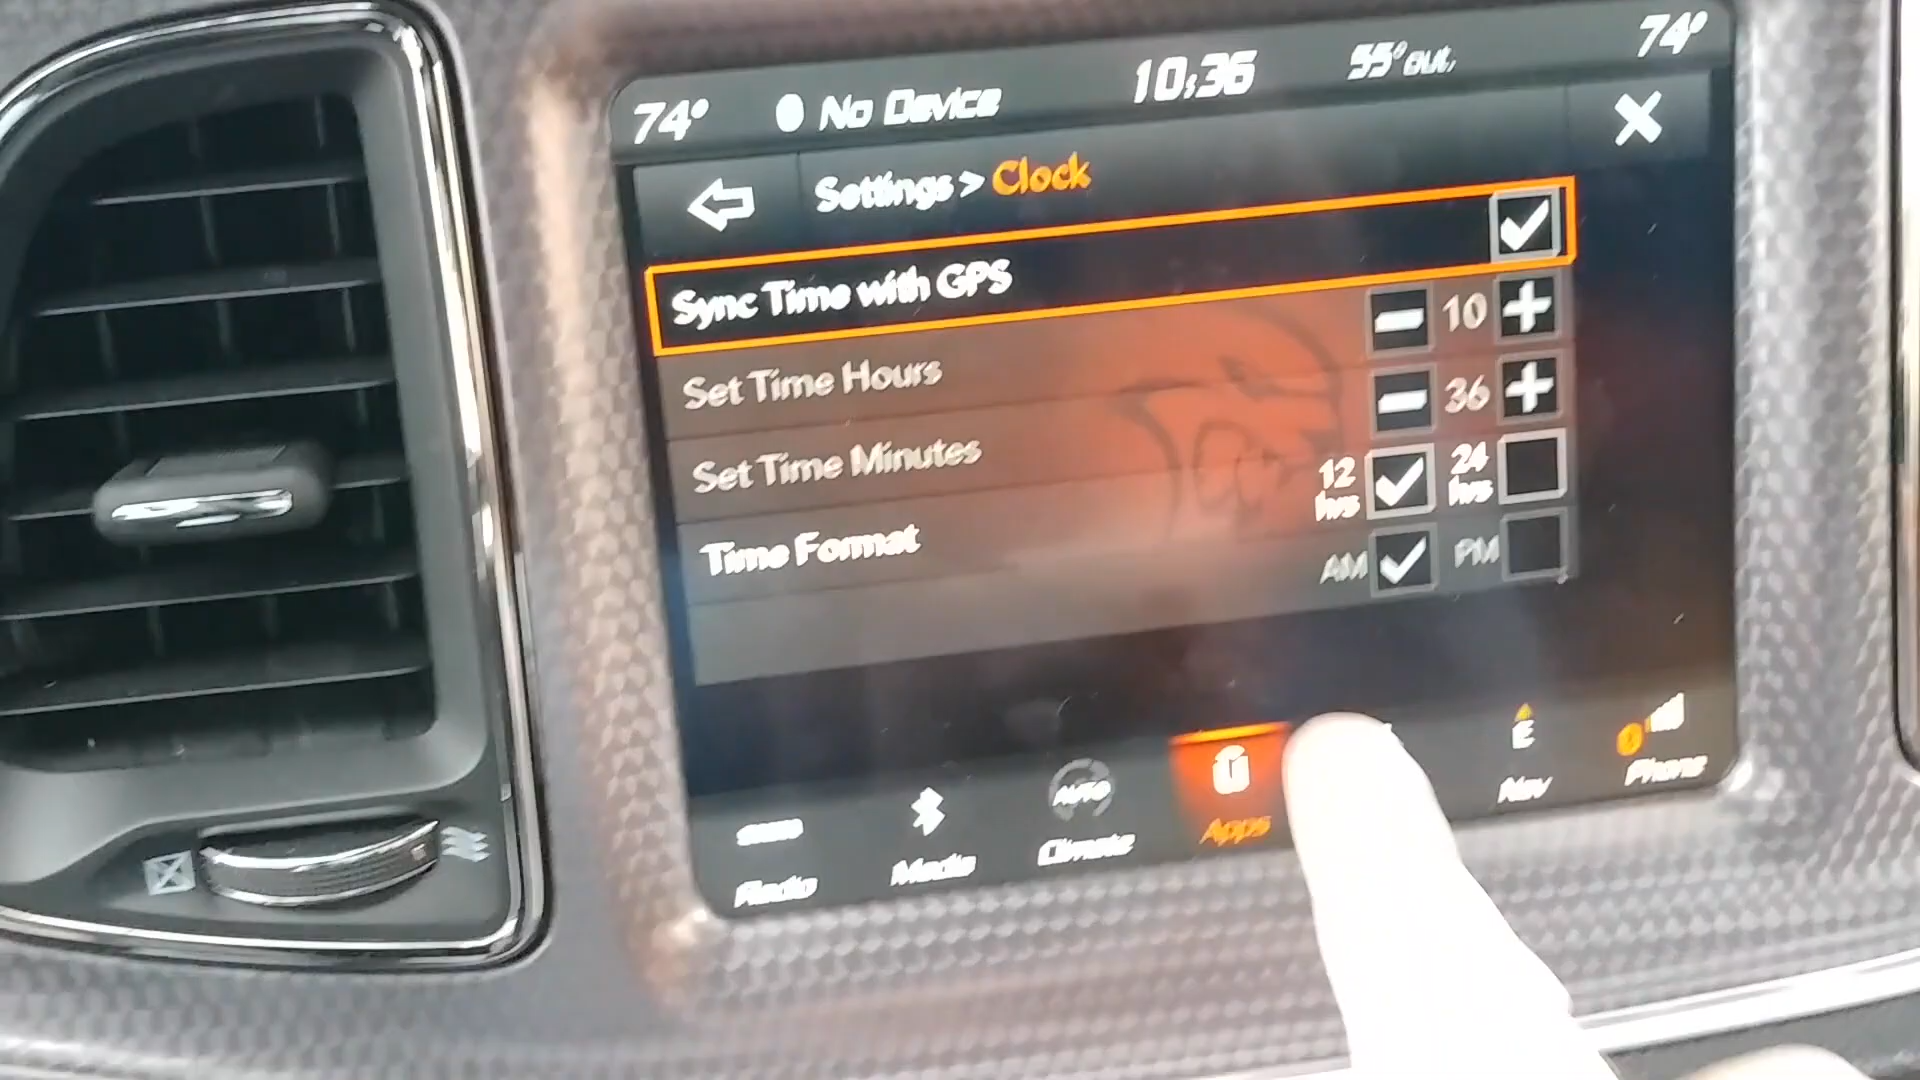 74° No Device 10:36 55° out. 74°
Settings > Clock
Sync Time with GPS
Set Time Hours 10
Set Time Minutes 36
Time Format 12 hrs 24 hrs
AM PM
Radio Media AUTO Climate Apps E Nav Phone